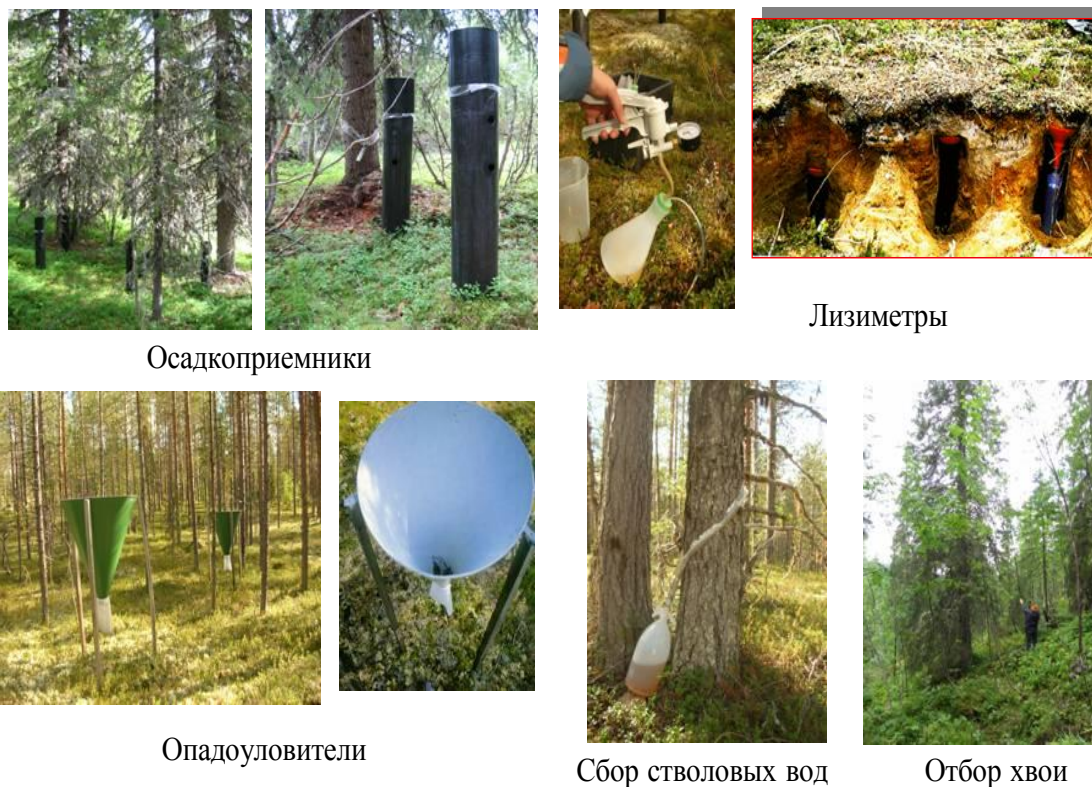 Лизиметры
Осадкоприемники
Опадоуловители
Сбор стволовых вод
Отбор хвои